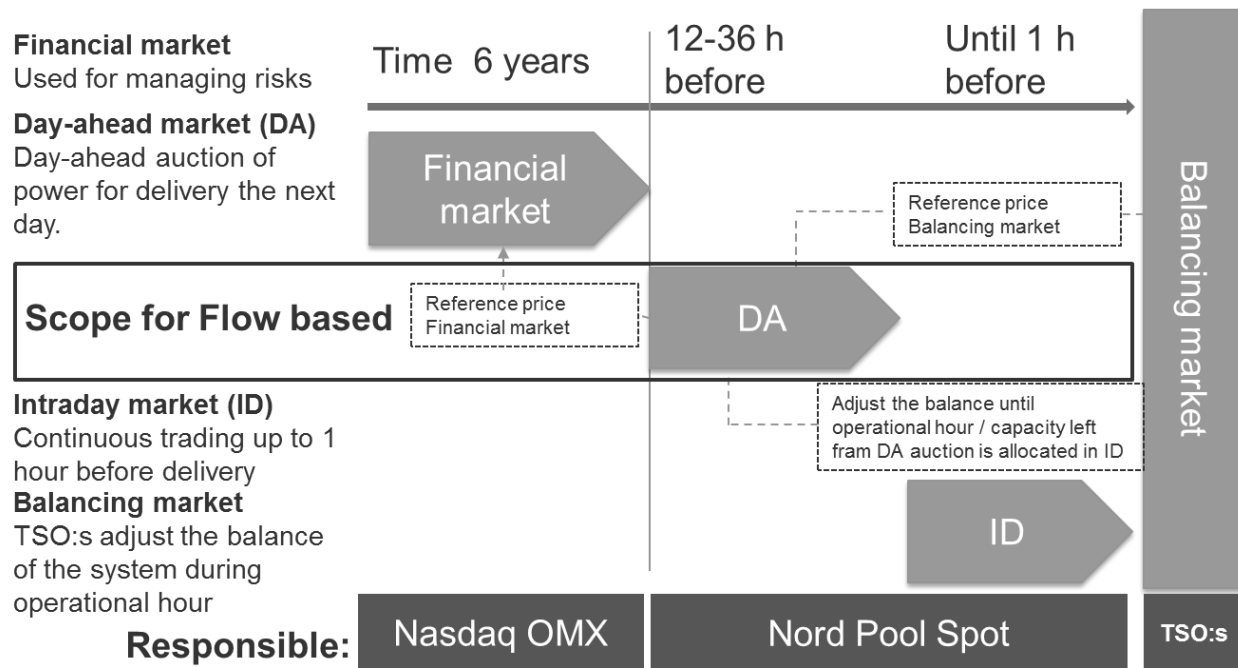 Financial market
Used for managing risks
Day-ahead market (DA)
Day-ahead auction of
power for delivery the next
day.
Time  6 years
12-36 h
before
Until 1 h
before
Financial
market
Reference price
Balancing market
Balancing market
Scope for Flow based
Reference price
Financial market
DA
Adjust the balance until
operational hour / capacity left
fram DA auction is allocated in ID
Intraday market (ID)
Continuous trading up to 1
hour before delivery
Balancing market
TSO:s adjust the balance
of the system during
operational hour
ID
Responsible:
Nasdaq OMX
Nord Pool Spot
TSO:s